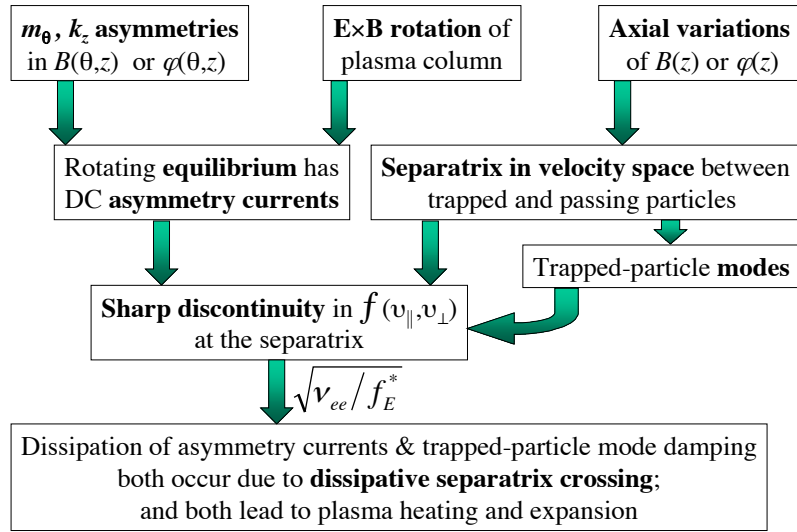 m_θ, k_z asymmetries
in B(θ,z) or φ(θ,z)
E×B rotation of
plasma column
Axial variations
of B(z) or φ(z)
Rotating equilibrium has
DC asymmetry currents
Separatrix in velocity space between
trapped and passing particles
Trapped-particle modes
Sharp discontinuity in f(υ∥,υ⊥)
at the separatrix
√(ν_ee / f_E^*)
Dissipation of asymmetry currents & trapped-particle mode damping
both occur due to dissipative separatrix crossing;
and both lead to plasma heating and expansion